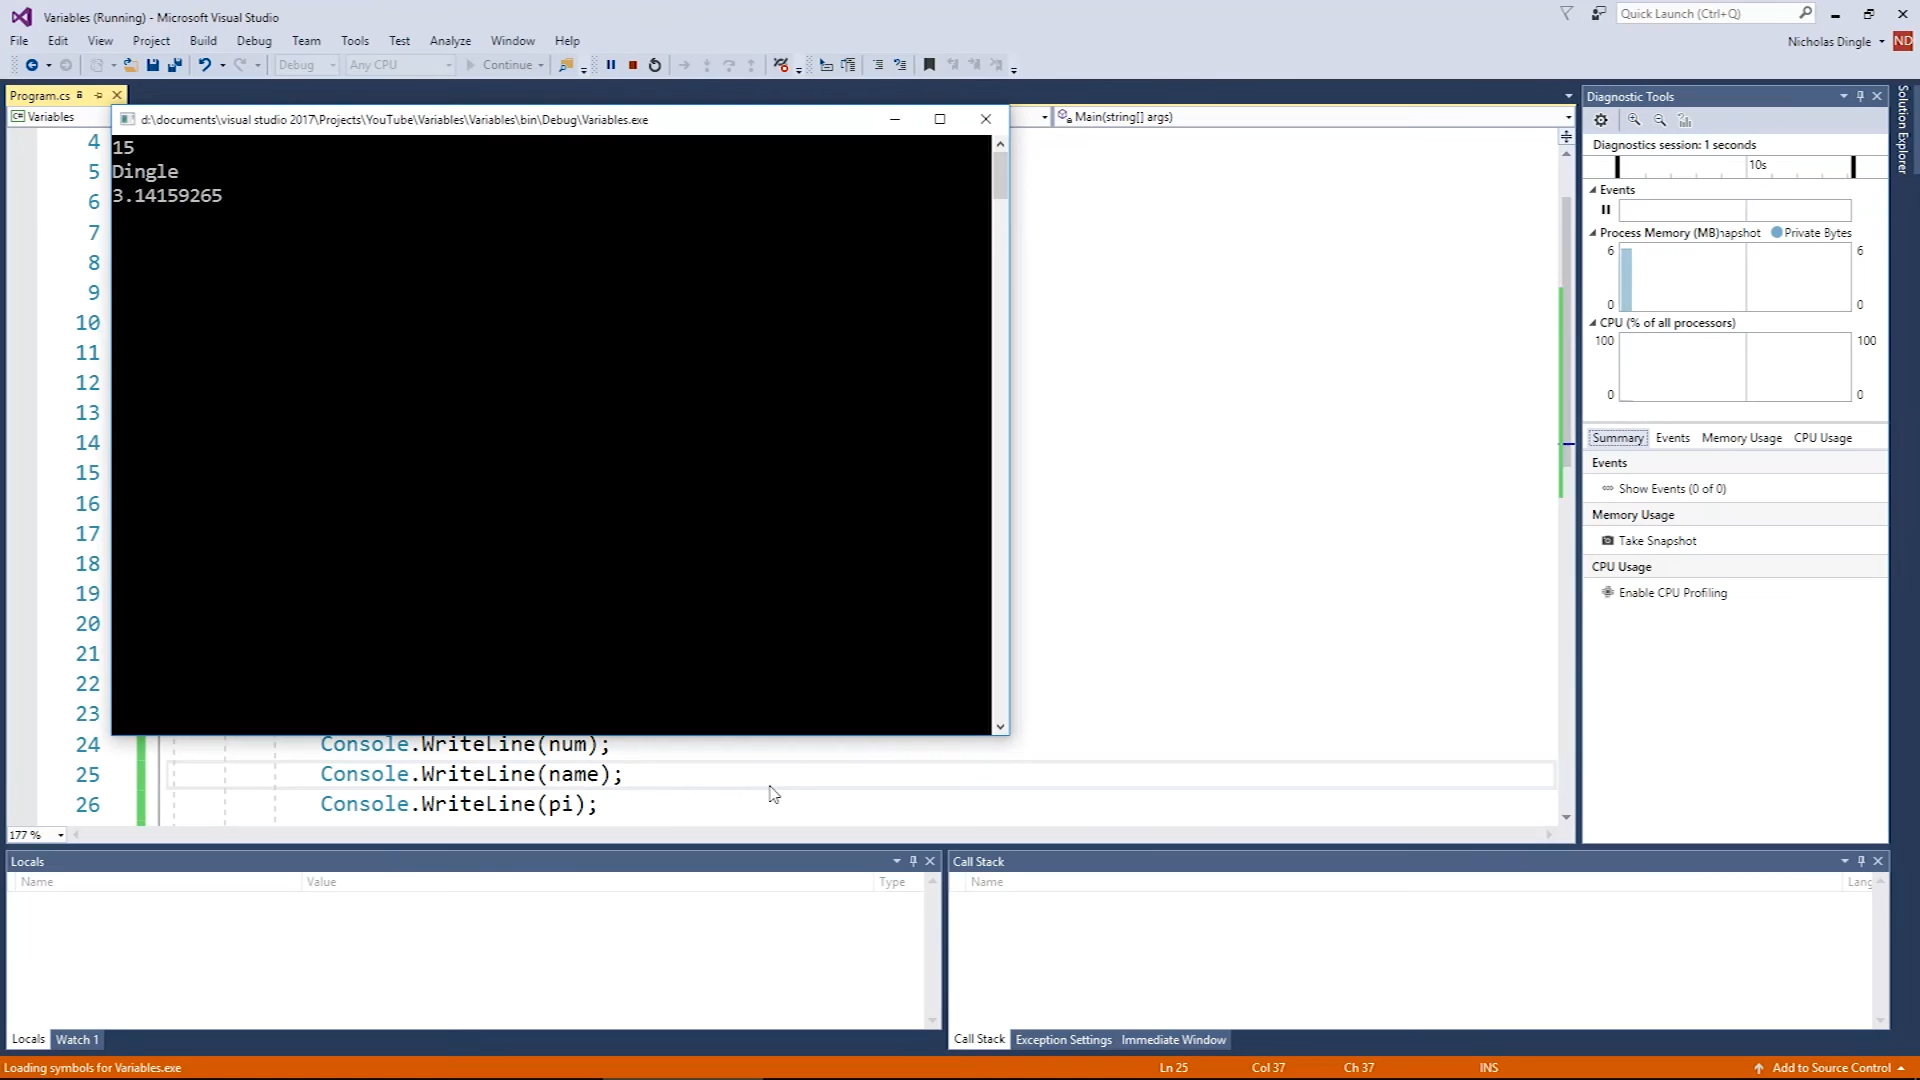 Variables (Running) - Microsoft Visual Studio
Quick Launch (Ctrl+Q)
File Edit View Project Build Debug Team Tools Test Analyze Window Help
Nicholas Dingle ND
Debug Any CPU Continue
Program.cs
Variables
d:\documents\visual studio 2017\Projects\YouTube\Variables\Variables\bin\Debug\Variables.exe
Main(string[] args)
15
Dingle
3.14159265
4
5
6
7
8
9
10
11
12
13
14
15
16
17
18
19
20
21
22
23
24 Console.WriteLine(num);
25 Console.WriteLine(name);
26 Console.WriteLine(pi);
177 %
Diagnostic Tools
Diagnostics session: 1 seconds
10s
Events
Process Memory (MB) napshot Private Bytes
6 6
0 0
CPU (% of all processors)
100 100
0 0
Summary Events Memory Usage CPU Usage
Events
Show Events (0 of 0)
Memory Usage
Take Snapshot
CPU Usage
Enable CPU Profiling
Solution Explorer
Locals
Name Value Type
Call Stack
Name Lang
Locals Watch 1
Call Stack Exception Settings Immediate Window
Loading symbols for Variables.exe Ln 25 Col 37 Ch 37 INS Add to Source Control